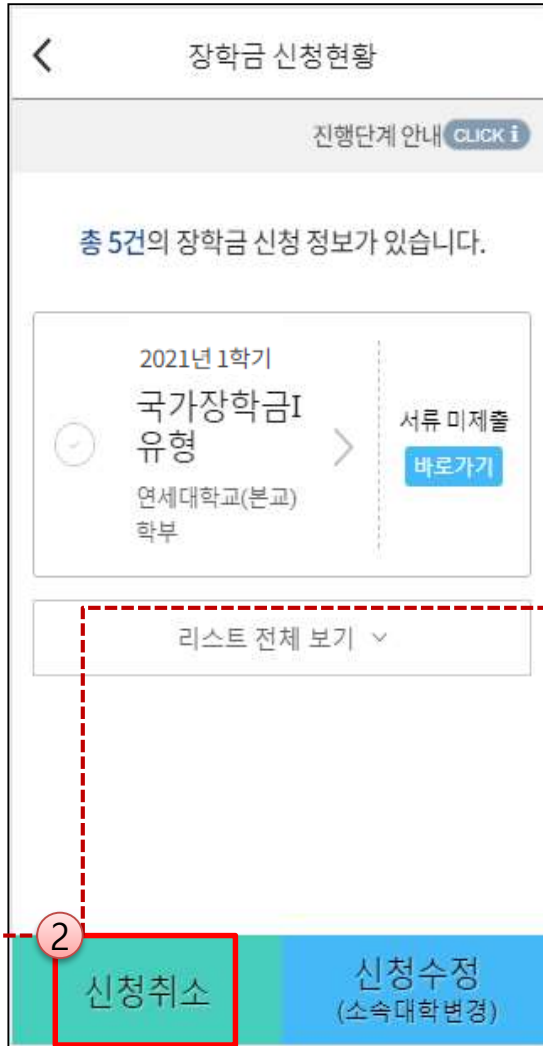 장학금 신청현황
진행단계 안내 CLICK i
총 5건의 장학금 신청 정보가 있습니다.
2021년 1학기
국가장학금I
유형
연세대학교(본교)
학부
서류 미제출
바로가기
리스트 전체 보기
2
신청취소
신청수정
(소속대학변경)